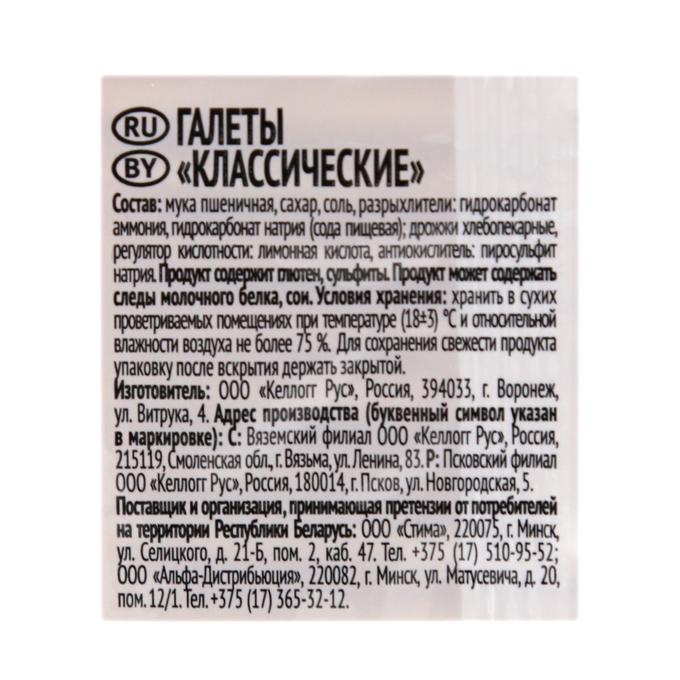 RU ГАЛЕТЫ
BY «КЛАССИЧЕСКИЕ»
Состав: мука пшеничная, сахар, соль, разрыхлители: гидрокарбонат
аммония, гидрокарбонат натрия (сода пищевая); дрожжи хлебопекарные,
регулятор кислотности: лимонная кислота, антиокислитель: пиросульфит
натрия. Продукт содержит глютен, сульфиты. Продукт может содержать
следы молочного белка, сои. Условия хранения: хранить в сухих
проветриваемых помещениях при температуре (18±3) °С и относительной
влажности воздуха не более 75 %. Для сохранения свежести продукта
упаковку после вскрытия держать закрытой.
Изготовитель: ООО «Келлогг Рус», Россия, 394033, г. Воронеж,
ул. Витрука, 4. Адрес производства (буквенный символ указан
в маркировке): С: Вяземский филиал ООО «Келлогг Рус», Россия,
215119, Смоленская обл., г. Вязьма, ул. Ленина, 83. Р: Псковский филиал
ООО «Келлогг Рус», Россия, 180014, г. Псков, ул. Новгородская, 5.
Поставщик и организация, принимающая претензии от потребителей
на территории Республики Беларусь: ООО «Стима», 220075, г. Минск,
ул. Селицкого, д. 21-Б, пом. 2, каб. 47. Тел. +375 (17) 510-95-52;
ООО «Альфа-Дистрибьюция», 220082, г. Минск, ул. Матусевича, д. 20,
пом. 12/1. Тел. +375 (17) 365-32-12.